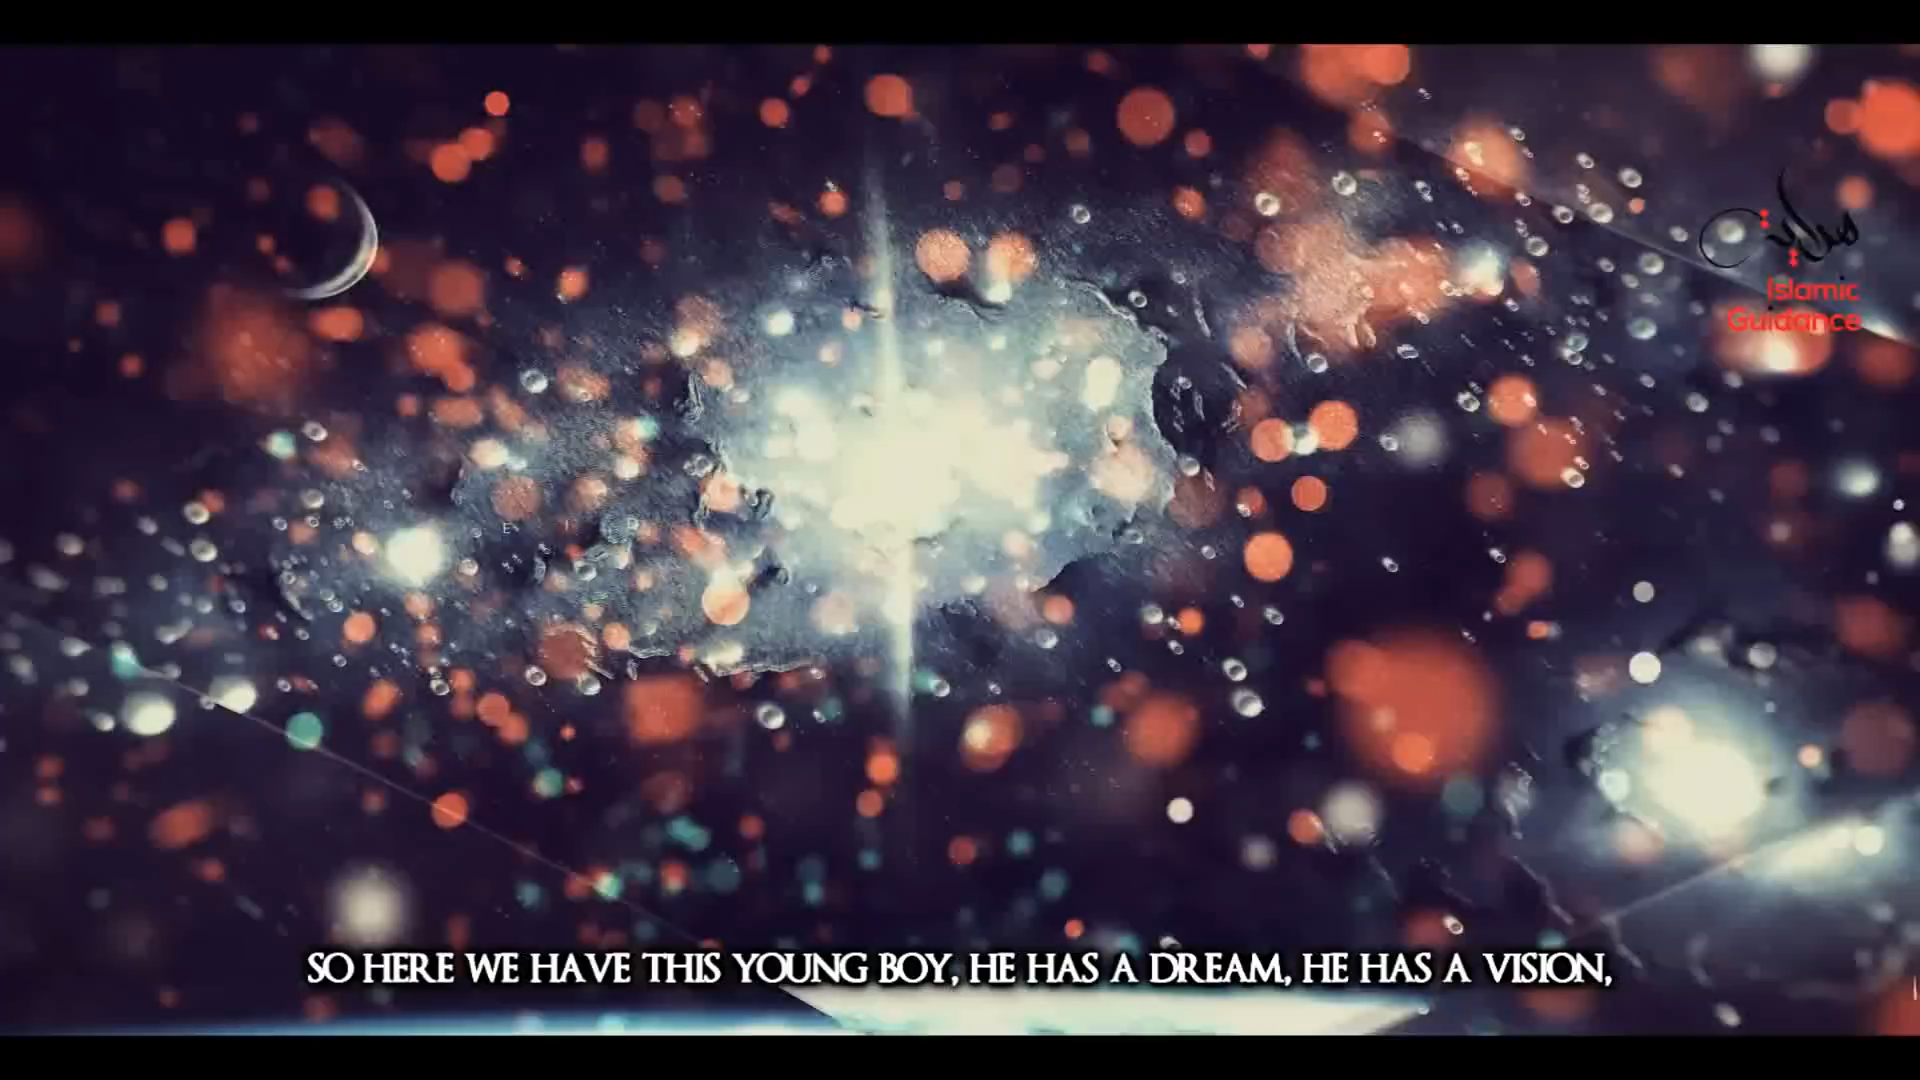 Islamic
Guidance
SO HERE WE HAVE THIS YOUNG BOY, HE HAS A DREAM, HE HAS A VISION,